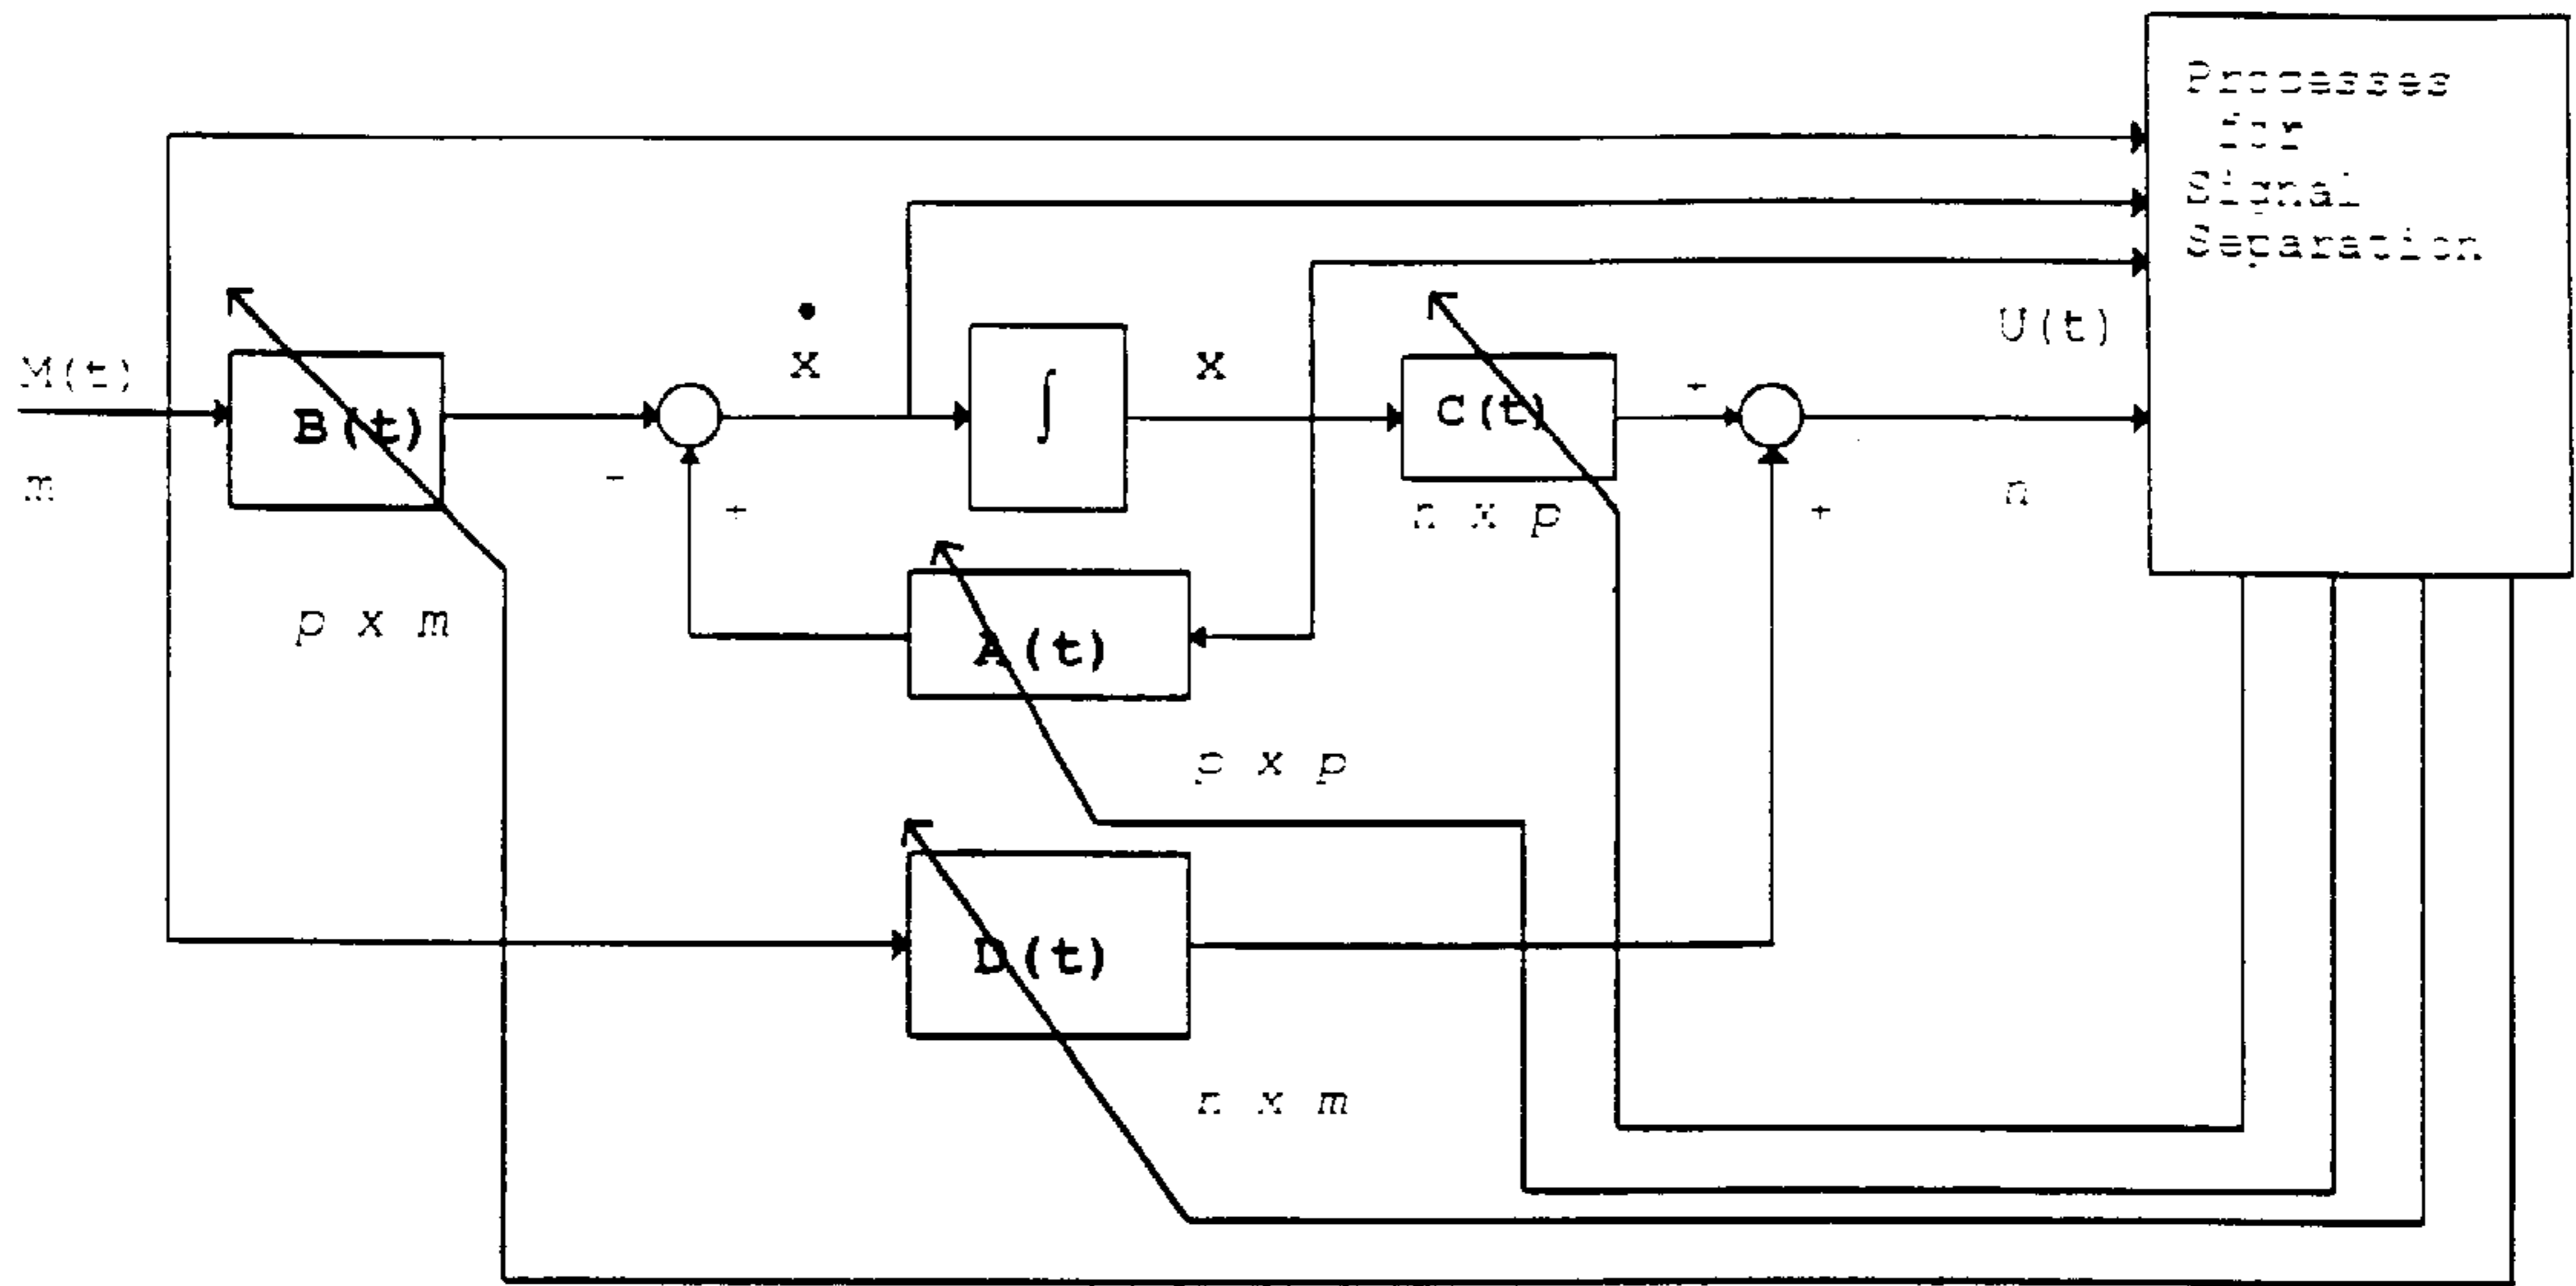 Processes
for
Signal
Separation
M(t)
m
B(t)
p x m
-
+
•
x
∫
x
C(t)
n x p
+
+
U(t)
n
A(t)
p x p
D(t)
n x m